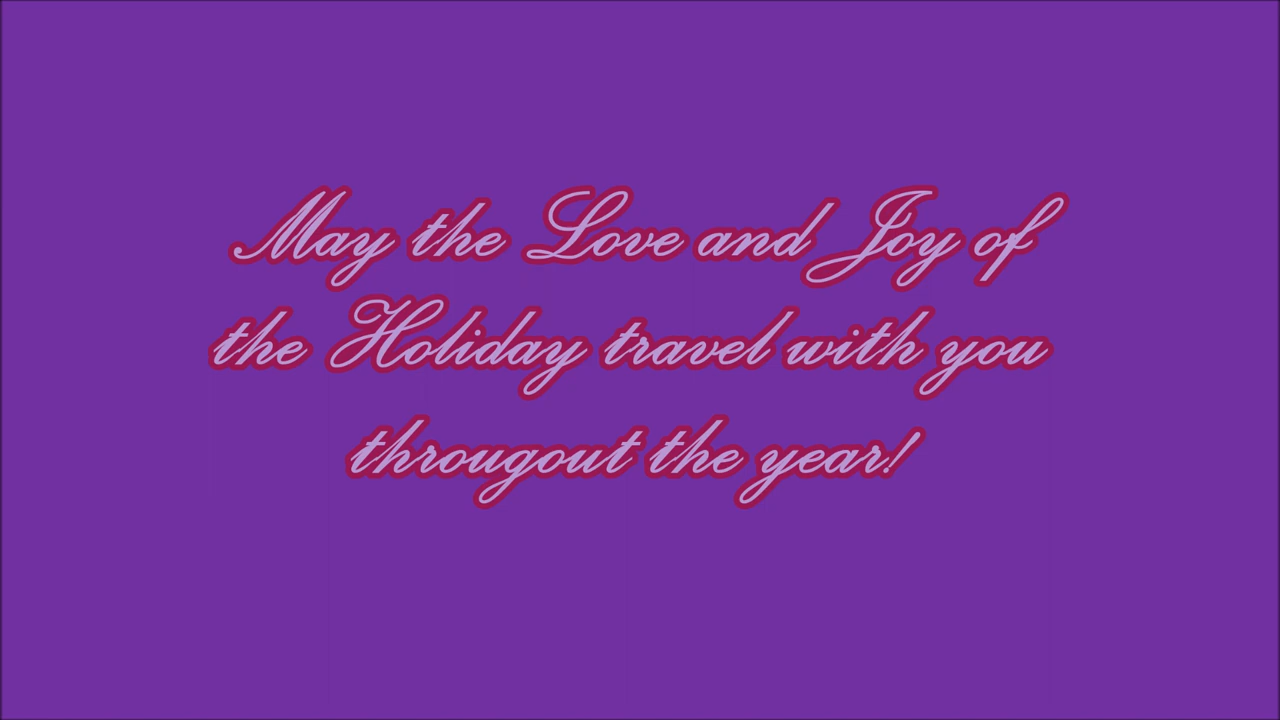 May the Love and Joy of
the Holiday travel with you
througout the year!